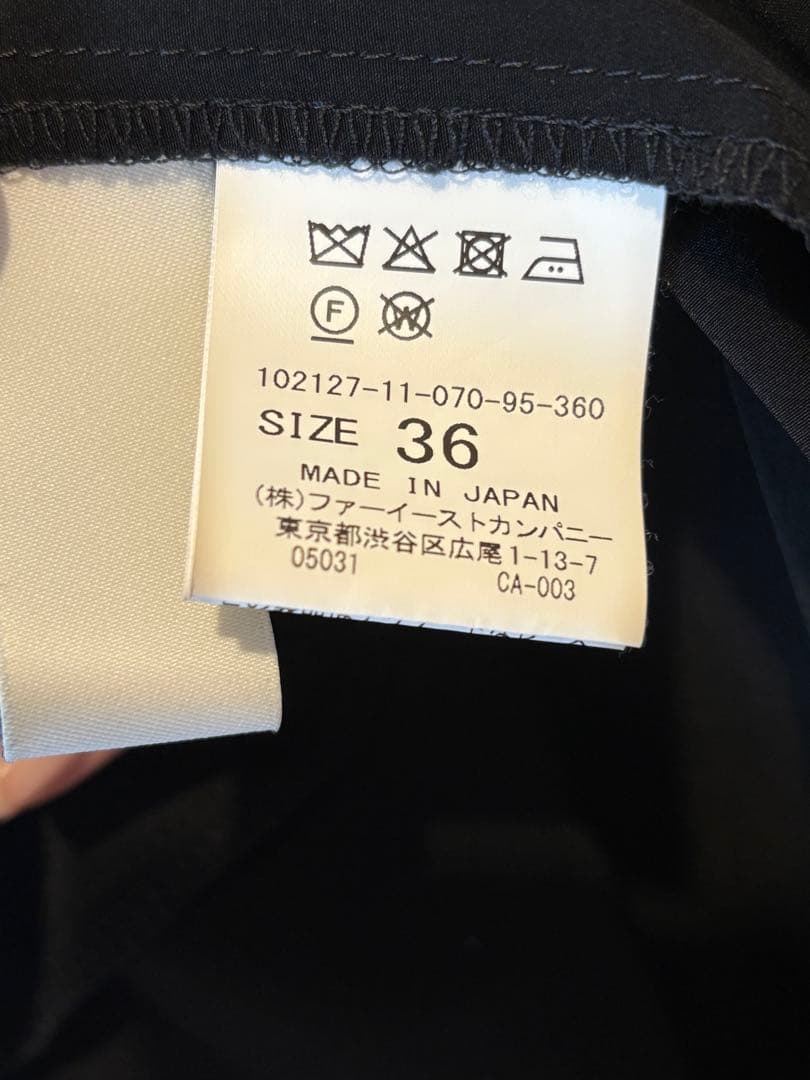 F W
102127-11-070-95-360
SIZE 36
MADE IN JAPAN
(株)ファーイーストカンパニー
東京都渋谷区広尾1-13-7
05031 CA-003